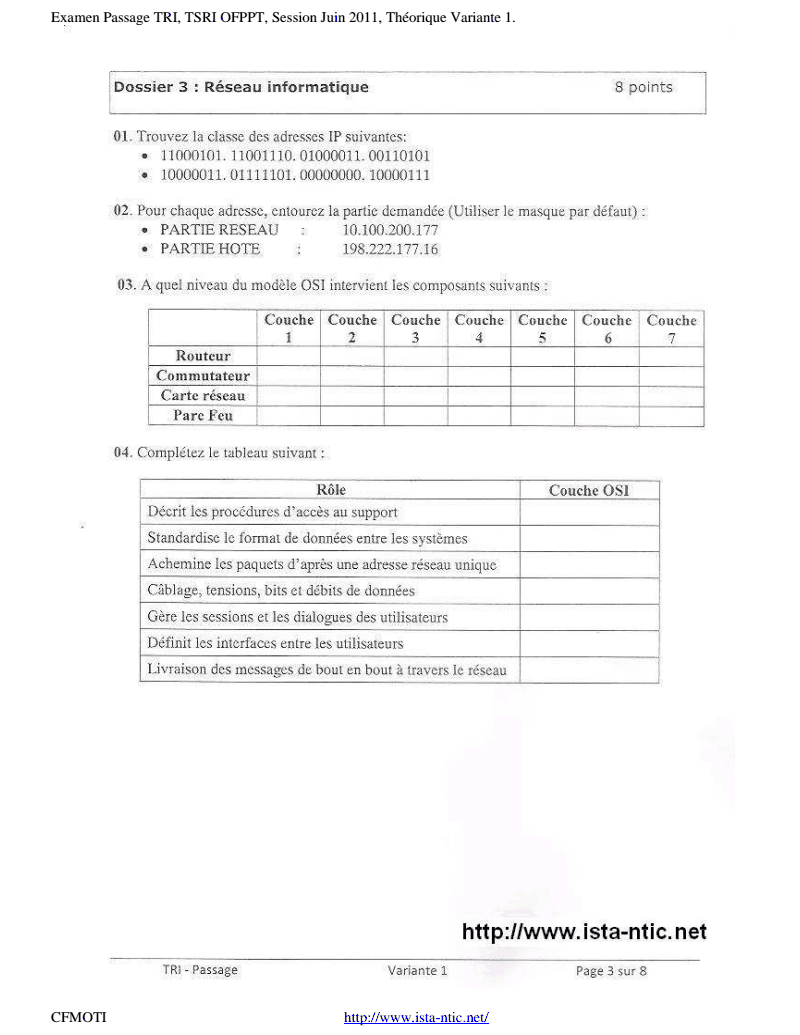 Examen Passage TRI, TSRI OFPPT, Session Juin 2011, Théorique Variante 1.
Dossier 3 : Réseau informatique 8 points
01. Trouvez la classe des adresses IP suivantes:
• 11000101. 11001110. 01000011. 00110101
• 10000011. 01111101. 00000000. 10000111
02. Pour chaque adresse, entourez la partie demandée (Utiliser le masque par défaut) :
• PARTIE RESEAU : 10.100.200.177
• PARTIE HOTE : 198.222.177.16
03. A quel niveau du modèle OSI intervient les composants suivants :
Couche Couche Couche Couche Couche Couche Couche
1 2 3 4 5 6 7
Routeur
Commutateur
Carte réseau
Pare Feu
04. Complétez le tableau suivant :
Rôle Couche OSI
Décrit les procédures d'accès au support
Standardise le format de données entre les systèmes
Achemine les paquets d'après une adresse réseau unique
Câblage, tensions, bits et débits de données
Gère les sessions et les dialogues des utilisateurs
Définit les interfaces entre les utilisateurs
Livraison des messages de bout en bout à travers le réseau
http://www.ista-ntic.net
TRI - Passage Variante 1 Page 3 sur 8
CFMOTI http://www.ista-ntic.net/